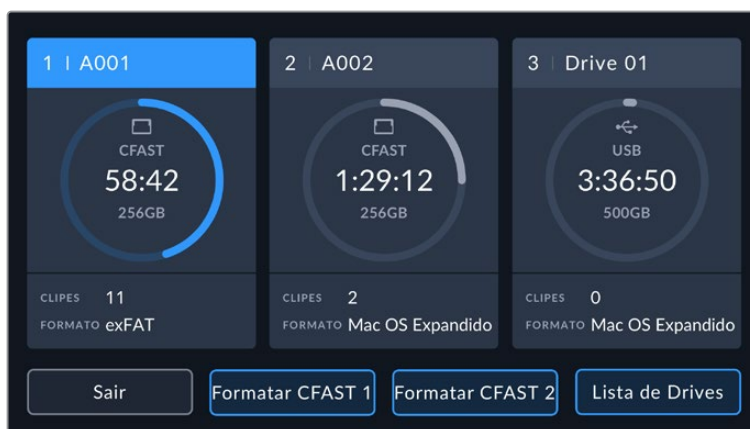 1 | A001
CFAST
58:42
256GB
CLIPES 11
FORMATO exFAT
2 | A002
CFAST
1:29:12
256GB
CLIPES 2
FORMATO Mac OS Expandido
3 | Drive 01
USB
3:36:50
500GB
CLIPES 0
FORMATO Mac OS Expandido
Sair
Formatar CFAST 1
Formatar CFAST 2
Lista de Drives